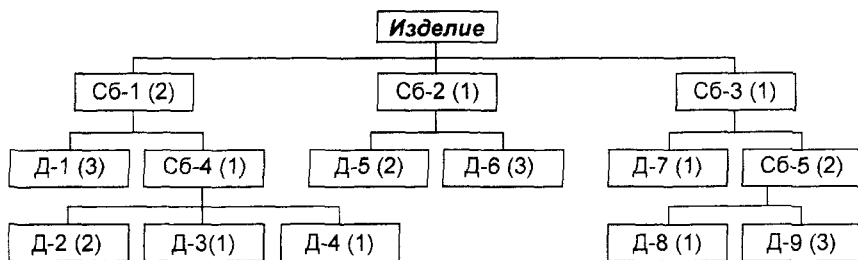 Изделие
Сб-1 (2) Сб-2 (1) Сб-3 (1)
Д-1 (3) Сб-4 (1) Д-5 (2) Д-6 (3) Д-7 (1) Сб-5 (2)
Д-2 (2) Д-3(1) Д-4 (1) Д-8 (1) Д-9 (3)